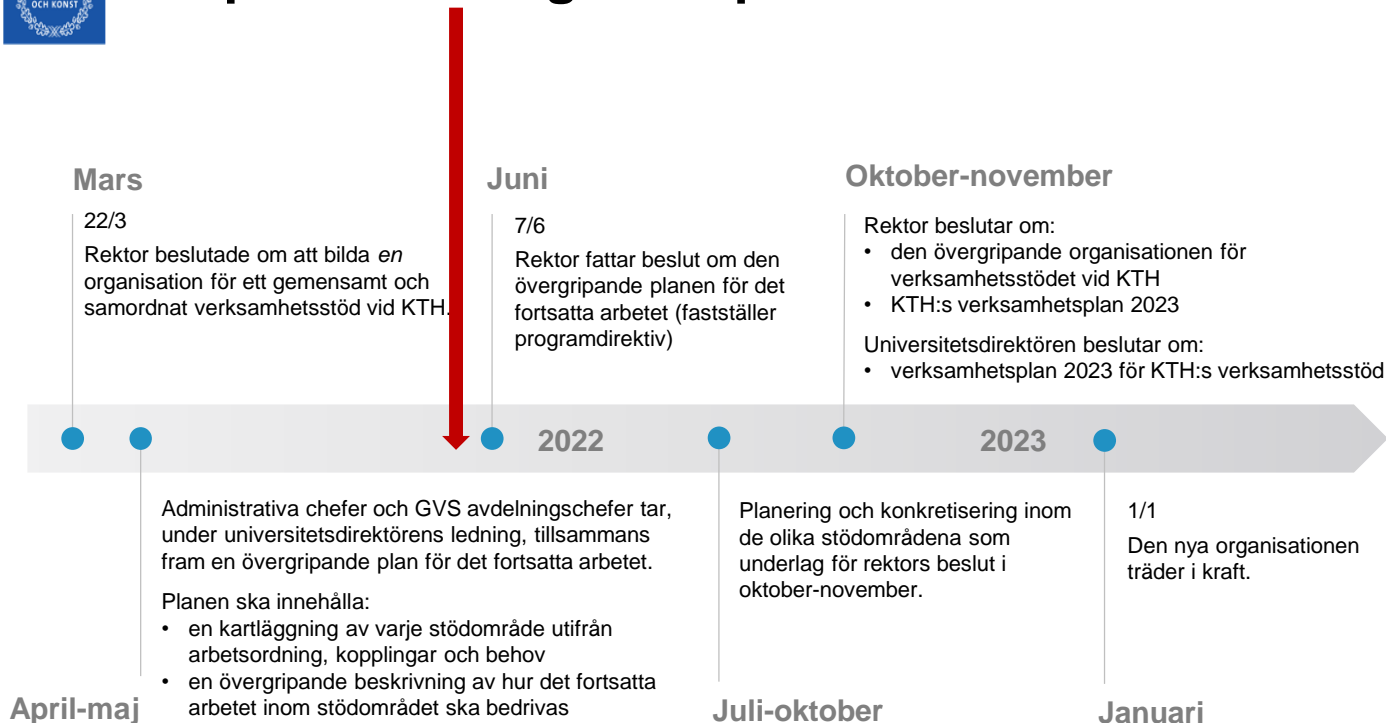 OCH KONST
Mars
22/3
Rektor beslutade om att bilda en
organisation för ett gemensamt och
samordnat verksamhetsstöd vid KTH.
Juni
7/6
Rektor fattar beslut om den
övergripande planen för det
fortsatta arbetet (fastställer
programdirektiv)
Oktober-november
Rektor beslutar om:
• den övergripande organisationen för
verksamhetsstödet vid KTH
• KTH:s verksamhetsplan 2023
Universitetsdirektören beslutar om:
• verksamhetsplan 2023 för KTH:s verksamhetsstöd
2022
2023
Administrativa chefer och GVS avdelningschefer tar,
under universitetsdirektörens ledning, tillsammans
fram en övergripande plan för det fortsatta arbetet.
Planen ska innehålla:
• en kartläggning av varje stödområde utifrån
arbetsordning, kopplingar och behov
• en övergripande beskrivning av hur det fortsatta
arbetet inom stödområdet ska bedrivas
April-maj
Planering och konkretisering inom
de olika stödområdena som
underlag för rektors beslut i
oktober-november.
Juli-oktober
1/1
Den nya organisationen
träder i kraft.
Januari